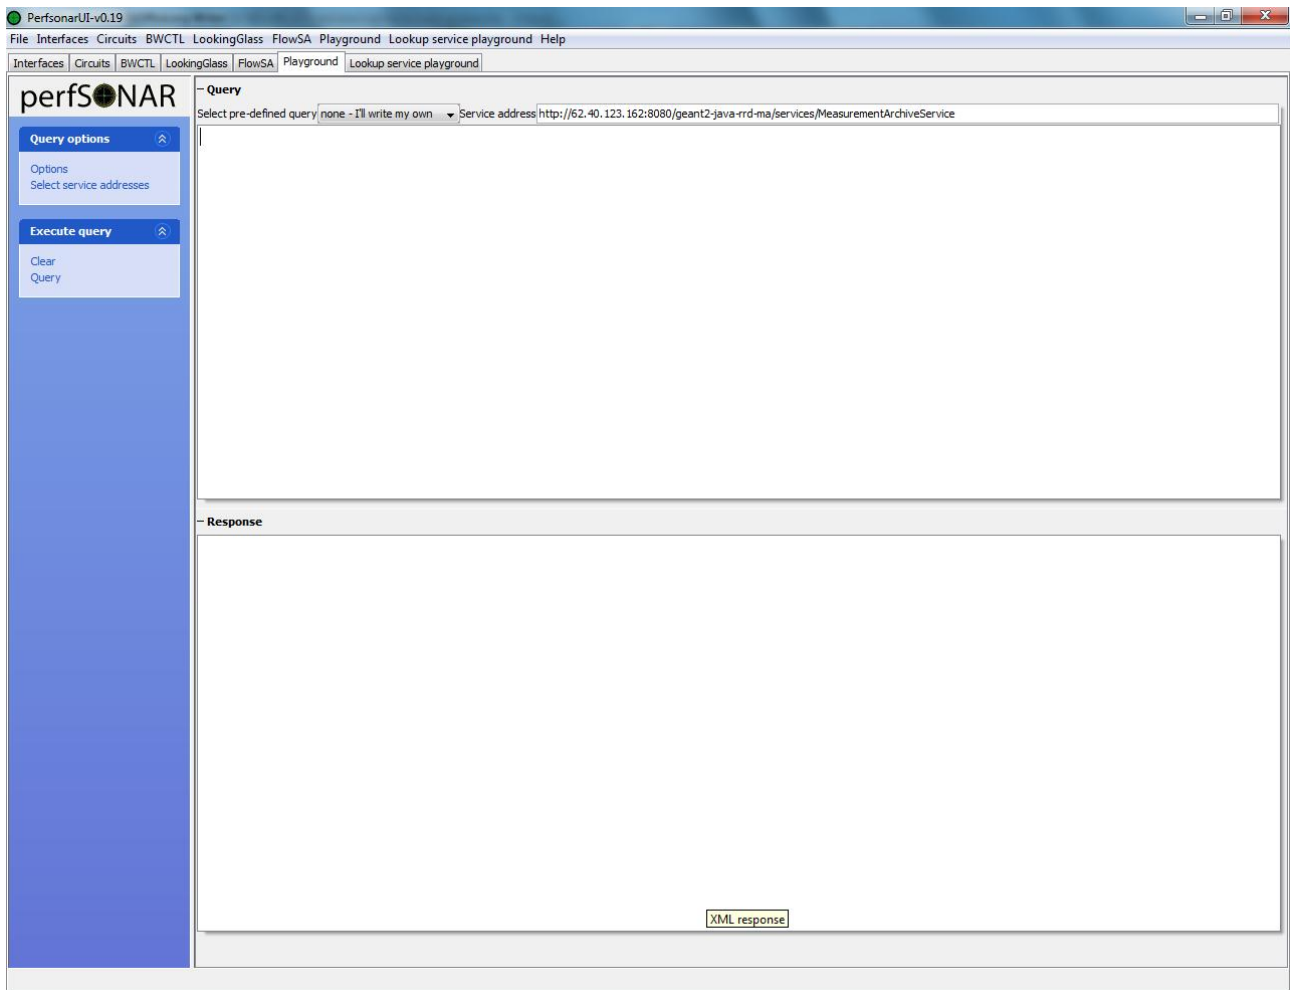 PerfsonarUI-v0.19
File Interfaces Circuits BWCTL LookingGlass FlowSA Playground Lookup service playground Help
Interfaces Circuits BWCTL LookingGlass FlowSA Playground Lookup service playground
perfSONAR
Query options
Options
Select service addresses
Execute query
Clear
Query
Query
Select pre-defined query none - I'll write my own Service address http://62.40.123.162:8080/geant2-java-rrd-ma/services/MeasurementArchiveService
Response
XML response